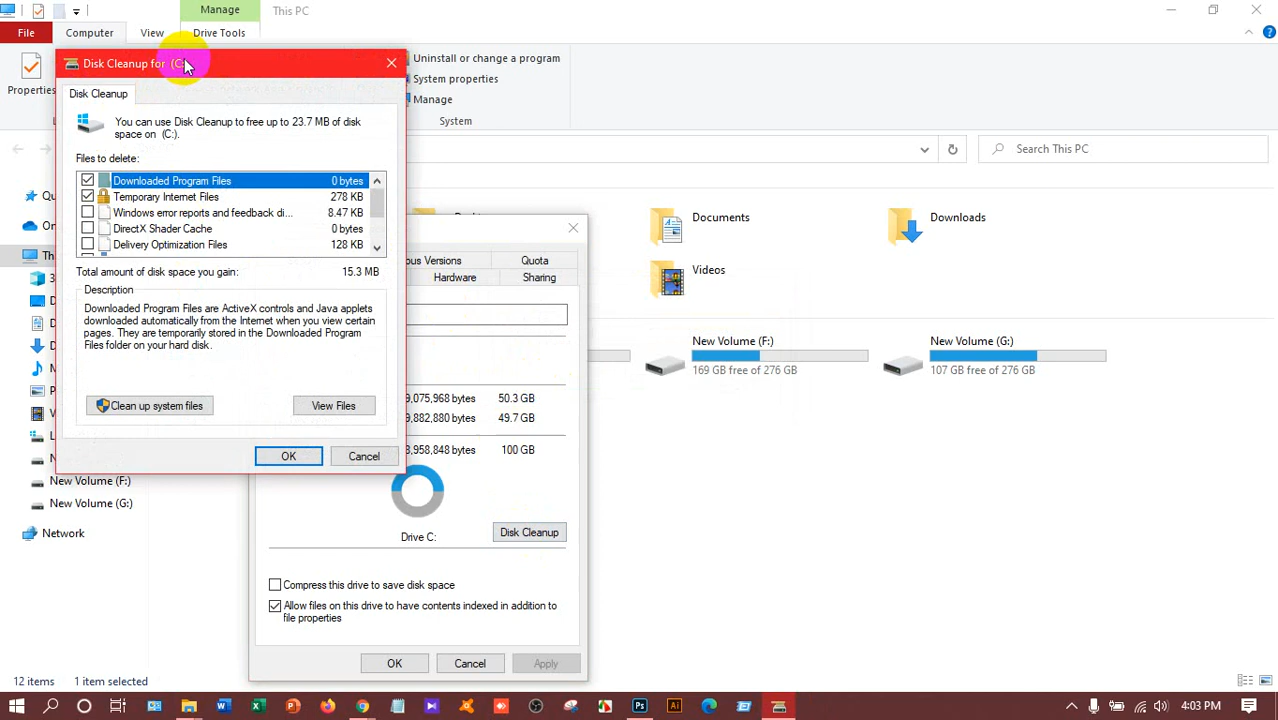 Manage
This PC
File
Computer
View
Drive Tools
Properties
Uninstall or change a program
System properties
Manage
System
Search This PC
Disk Cleanup for (C:)
Disk Cleanup
You can use Disk Cleanup to free up to 23.7 MB of disk
space on (C:).
Files to delete:
Downloaded Program Files 0 bytes
Temporary Internet Files 278 KB
Windows error reports and feedback di... 8.47 KB
DirectX Shader Cache 0 bytes
Delivery Optimization Files 128 KB
Total amount of disk space you gain: 15.3 MB
Description
Downloaded Program Files are ActiveX controls and Java applets
downloaded automatically from the Internet when you view certain
pages. They are temporarily stored in the Downloaded Program
Files folder on your hard disk.
Clean up system files
View Files
OK
Cancel
Quota
Hardware
Sharing
50.3 GB
49.7 GB
100 GB
Drive C:
Disk Cleanup
Compress this drive to save disk space
Allow files on this drive to have contents indexed in addition to
file properties
OK
Cancel
Apply
Documents
Downloads
Videos
New Volume (F:)
169 GB free of 276 GB
New Volume (G:)
107 GB free of 276 GB
New Volume (F:)
New Volume (G:)
Network
12 items
1 item selected
4:03 PM